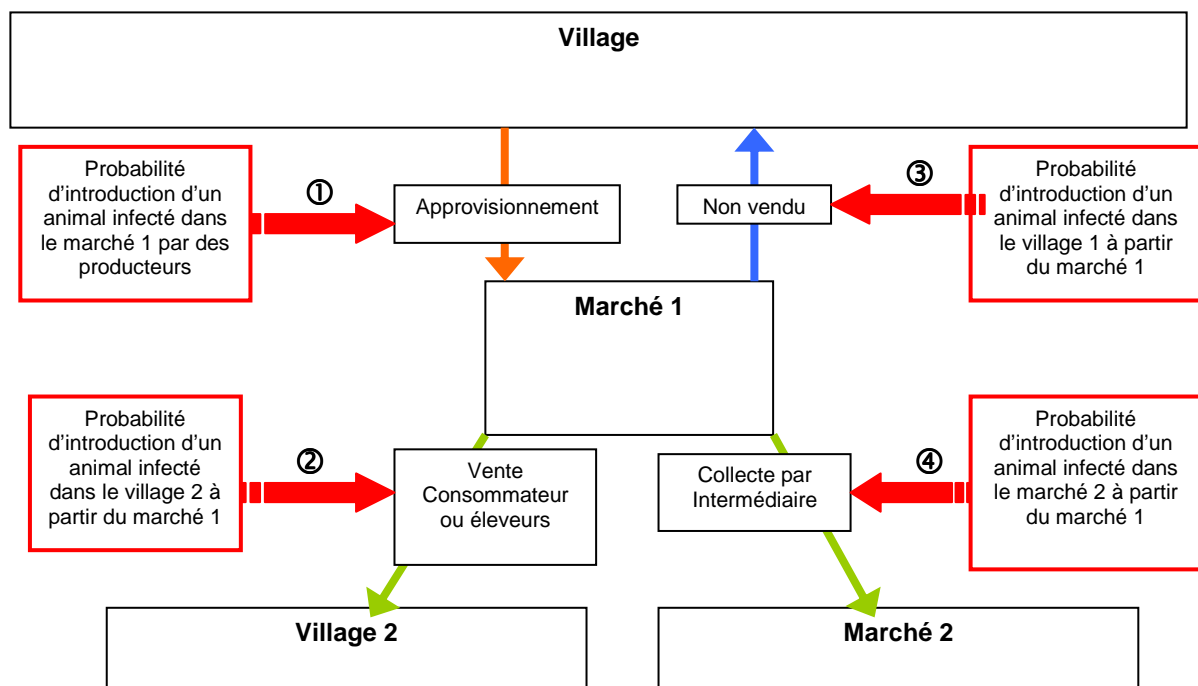 Village
Probabilité
d'introduction d'un
animal infecté dans
le marché 1 par des
producteurs
①
Approvisionnement
Non vendu
③
Probabilité
d'introduction d'un
animal infecté dans
le village 1 à partir
du marché 1
Marché 1
Probabilité
d'introduction d'un
animal infecté
dans le village 2 à
partir du marché 1
②
Vente
Consommateur
ou éleveurs
Collecte par
Intermédiaire
④
Probabilité
d'introduction d'un
animal infecté dans
le marché 2 à partir
du marché 1
Village 2
Marché 2